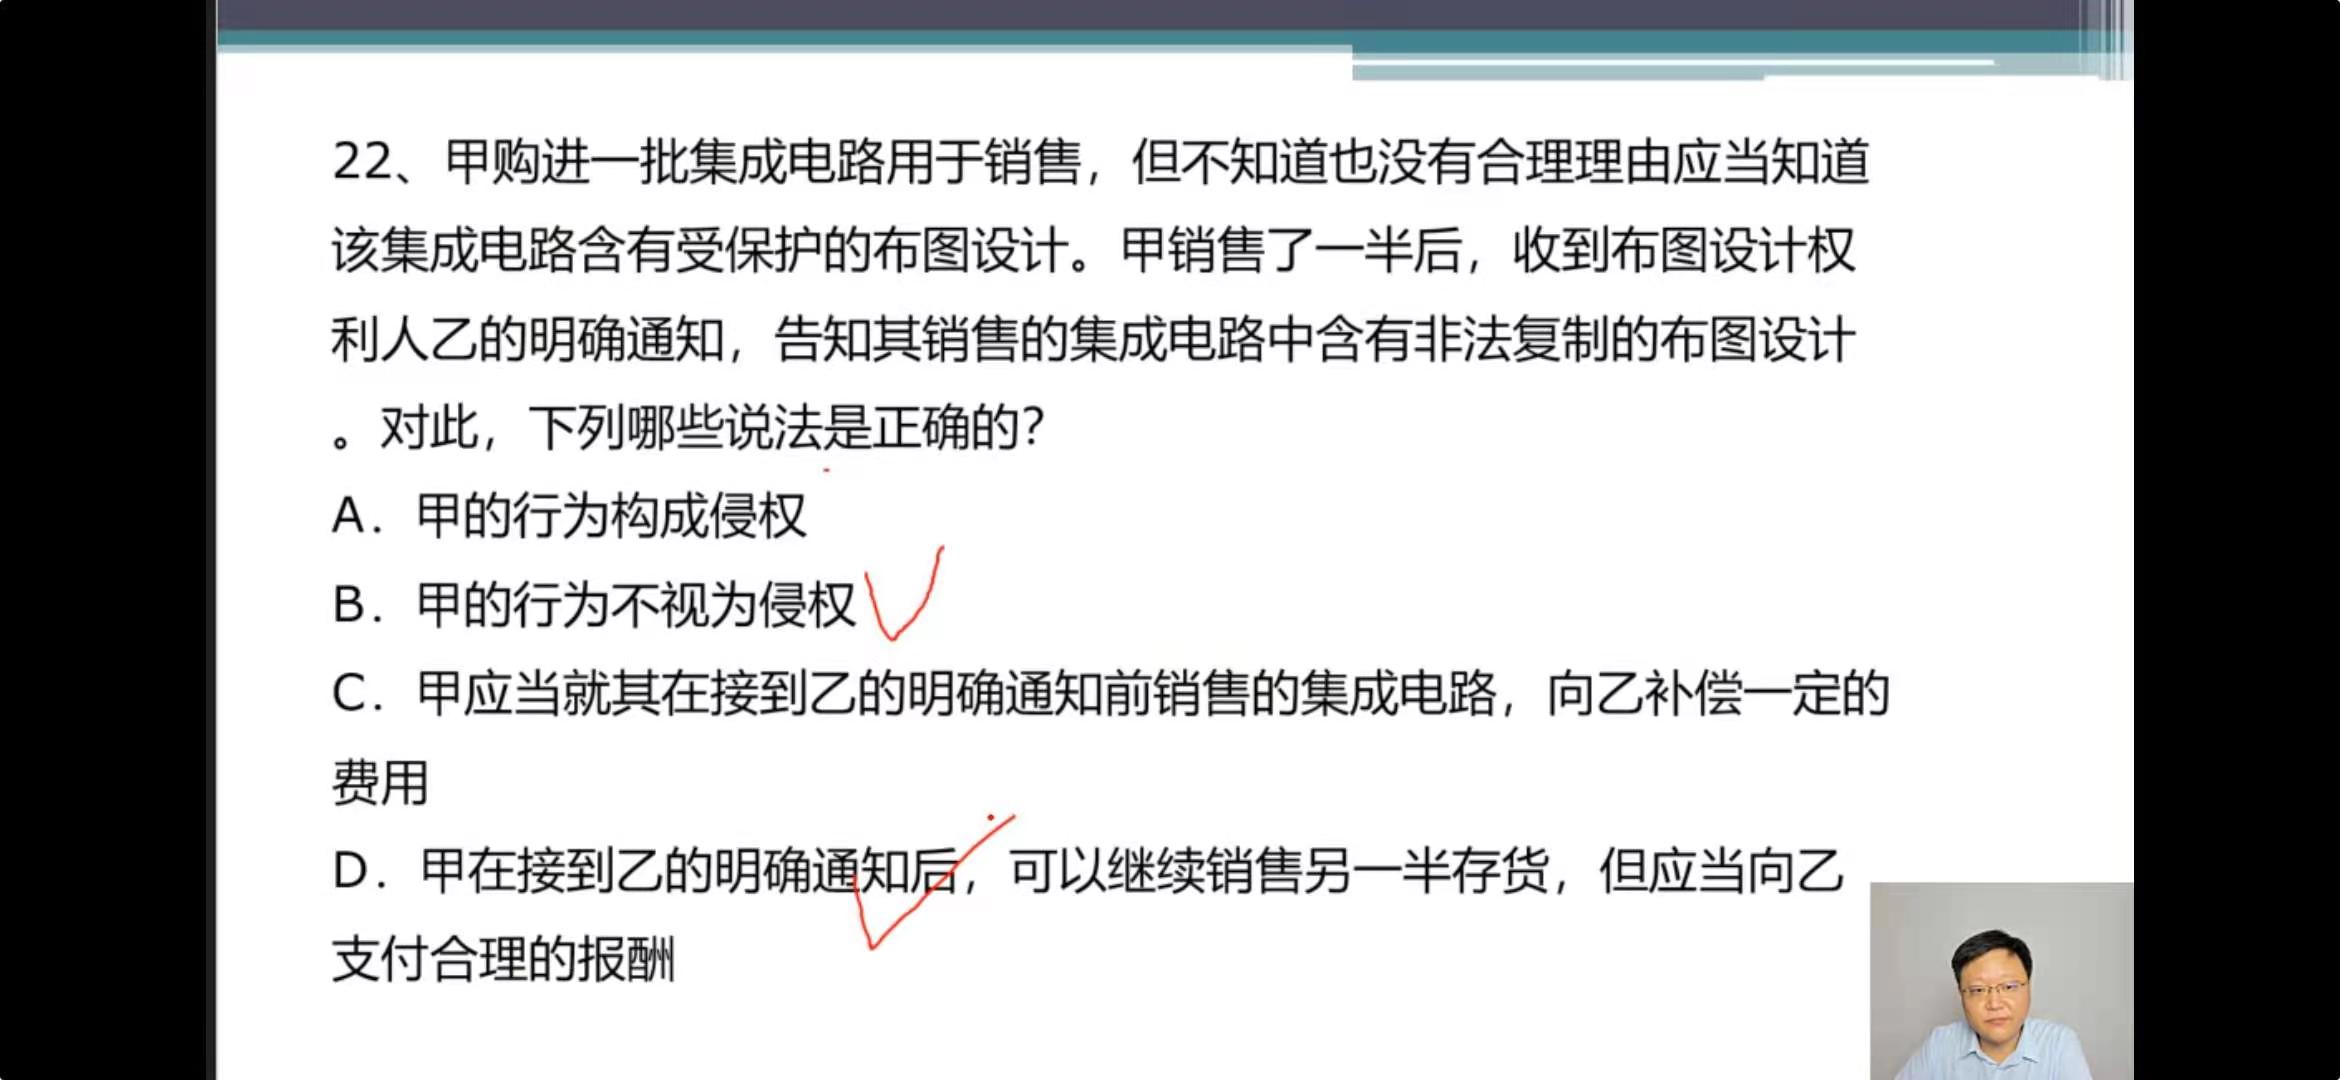 22、甲购进一批集成电路用于销售，但不知道也没有合理理由应当知道
该集成电路含有受保护的布图设计。甲销售了一半后，收到布图设计权
利人乙的明确通知，告知其销售的集成电路中含有非法复制的布图设计
。对此，下列哪些说法是正确的？
A．甲的行为构成侵权
B．甲的行为不视为侵权
C．甲应当就其在接到乙的明确通知前销售的集成电路，向乙补偿一定的
费用
D．甲在接到乙的明确通知后，可以继续销售另一半存货，但应当向乙
支付合理的报酬